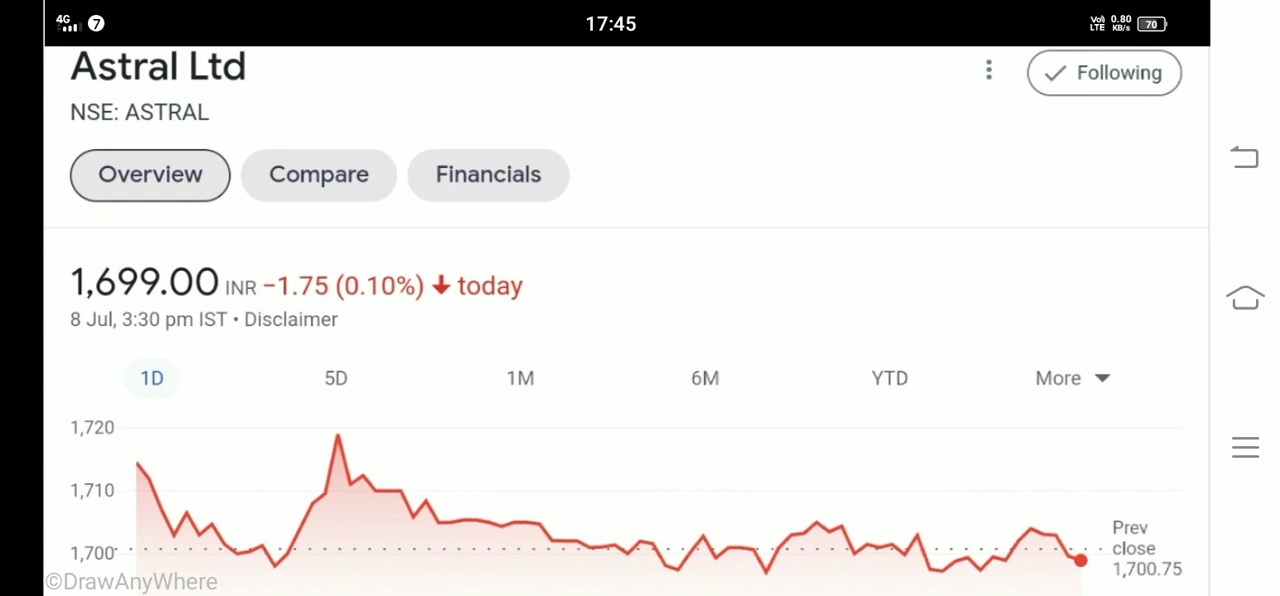 4G 7 17:45 Vo) LTE 0.80 KB/s 70
Astral Ltd
Following
NSE: ASTRAL
Overview Compare Financials
1,699.00 INR −1.75 (0.10%) ↓ today
8 Jul, 3:30 pm IST • Disclaimer
1D 5D 1M 6M YTD More
1,720
1,710
1,700
Prev
close
1,700.75
©DrawAnyWhere